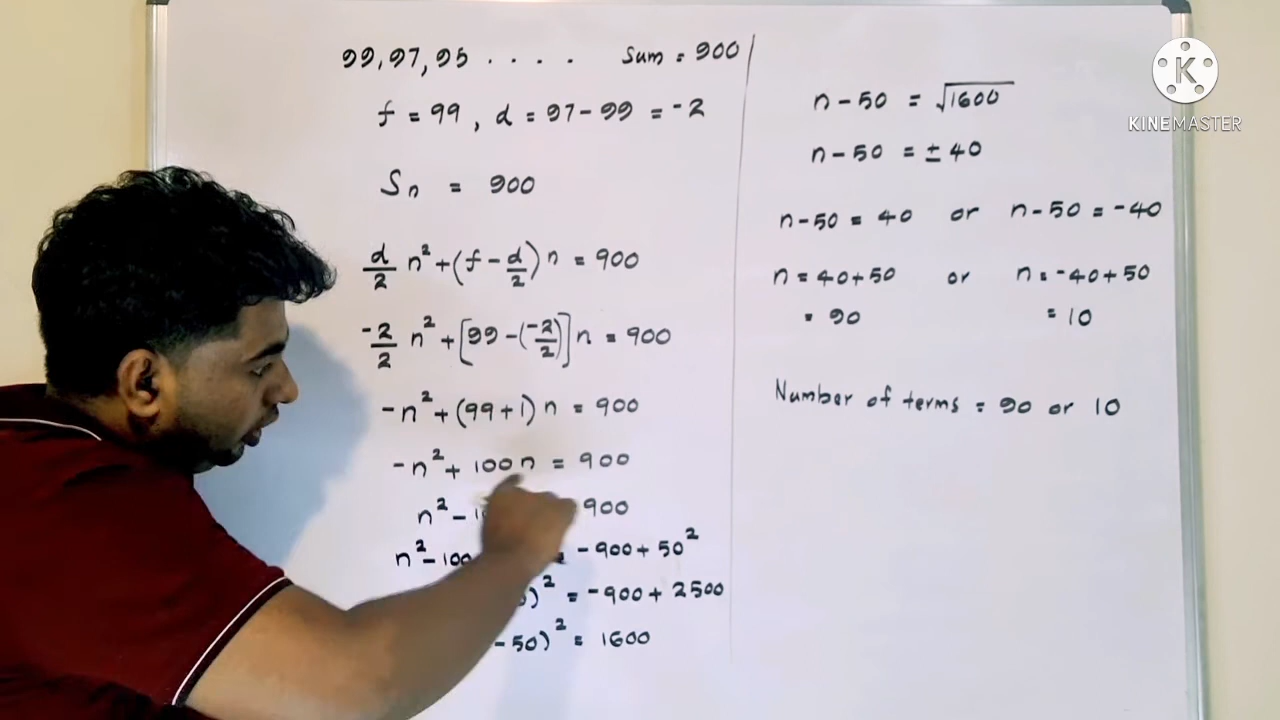 99, 97, 95 . . . . Sum = 900
f = 99 , d = 97 - 99 = -2
Sn = 900
d/2 n² + (f - d/2) n = 900
-2/2 n² + [99 - (-2/2)] n = 900
-n² + (99 + 1) n = 900
-n² + 100n = 900
n² - 900
n² - 100 - 900 + 50²
)² = -900 + 2500
- 50)² = 1600
n - 50 = √1600
n - 50 = ± 40
n - 50 = 40 or n - 50 = -40
n = 40 + 50 or n = -40 + 50
= 90 = 10
Number of terms = 90 or 10
KINEMASTER